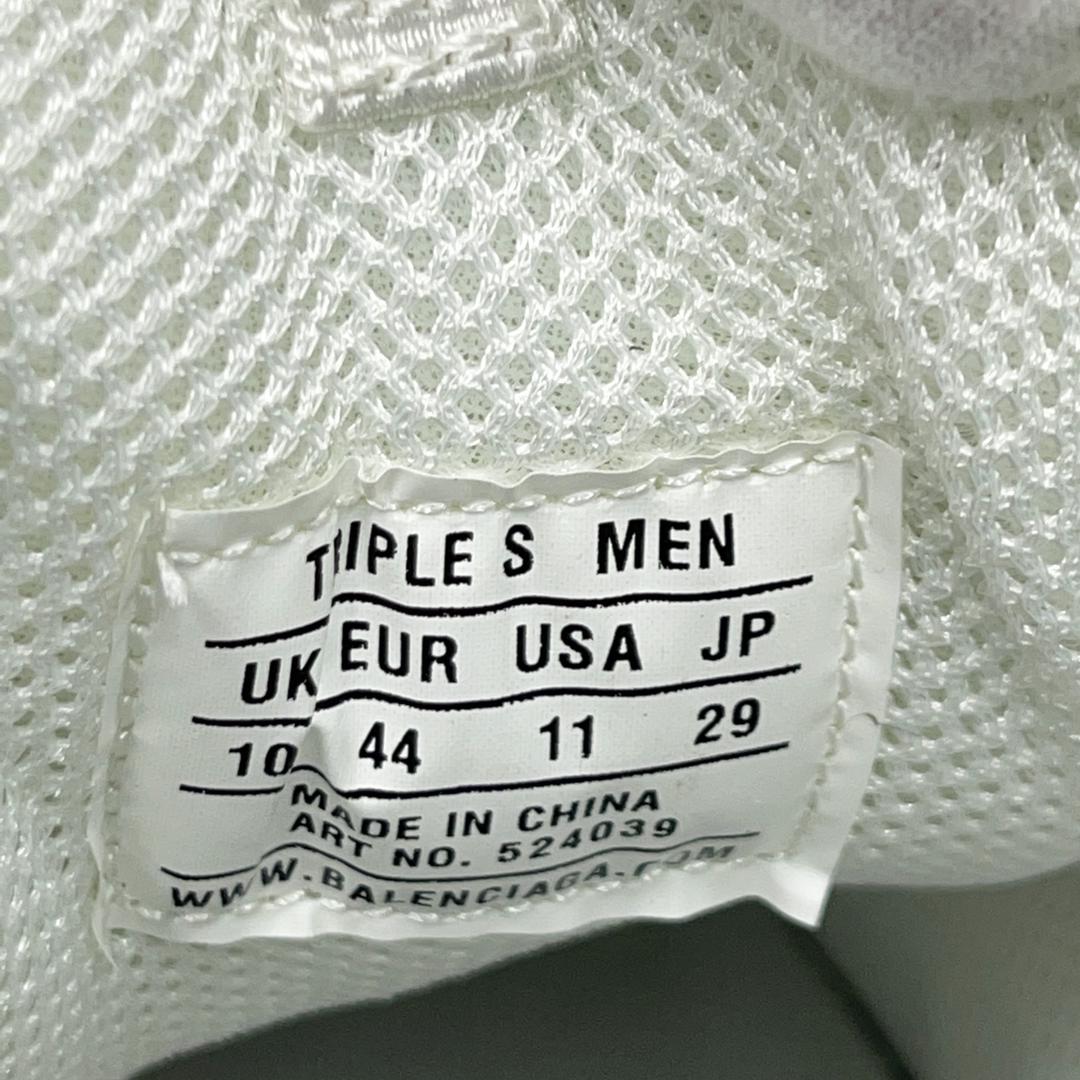 TRIPLE S MEN
UK EUR USA JP
10 44 11 29
MADE IN CHINA
ART NO. 524039
WWW.BALENCIAGA.COM